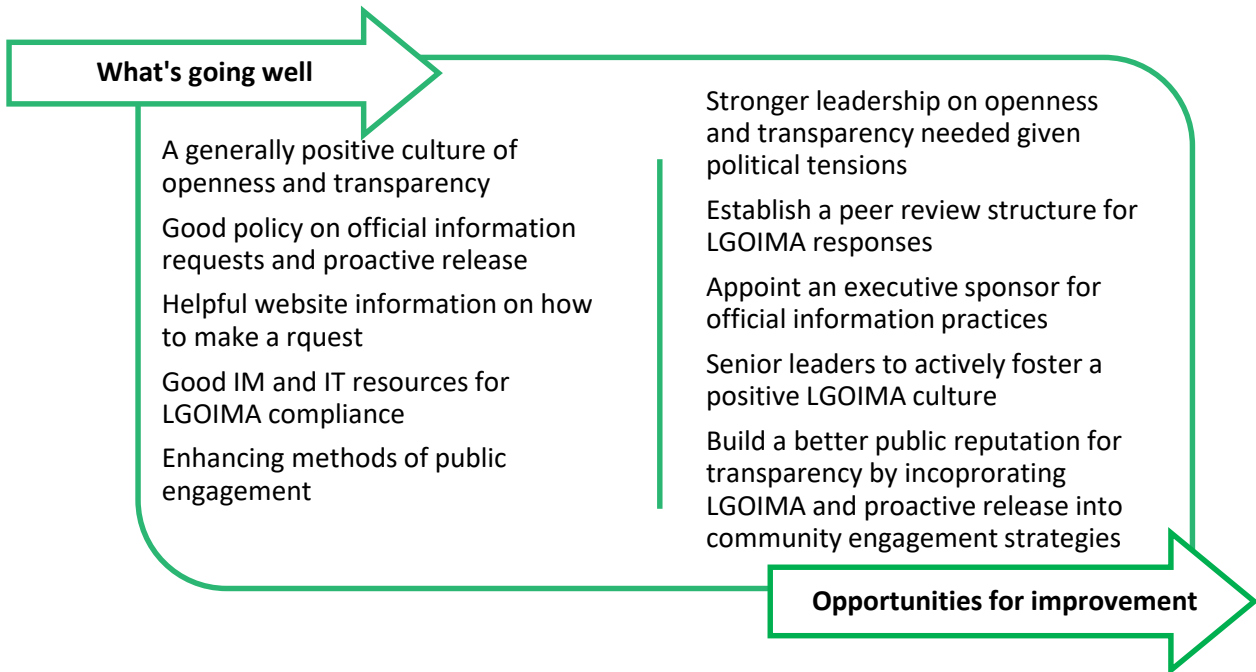 What's going well
A generally positive culture of
openness and transparency
Good policy on official information
requests and proactive release
Helpful website information on how
to make a rquest
Good IM and IT resources for
LGOIMA compliance
Enhancing methods of public
engagement
Stronger leadership on openness
and transparency needed given
political tensions
Establish a peer review structure for
LGOIMA responses
Appoint an executive sponsor for
official information practices
Senior leaders to actively foster a
positive LGOIMA culture
Build a better public reputation for
transparency by incoprorating
LGOIMA and proactive release into
community engagement strategies
Opportunities for improvement